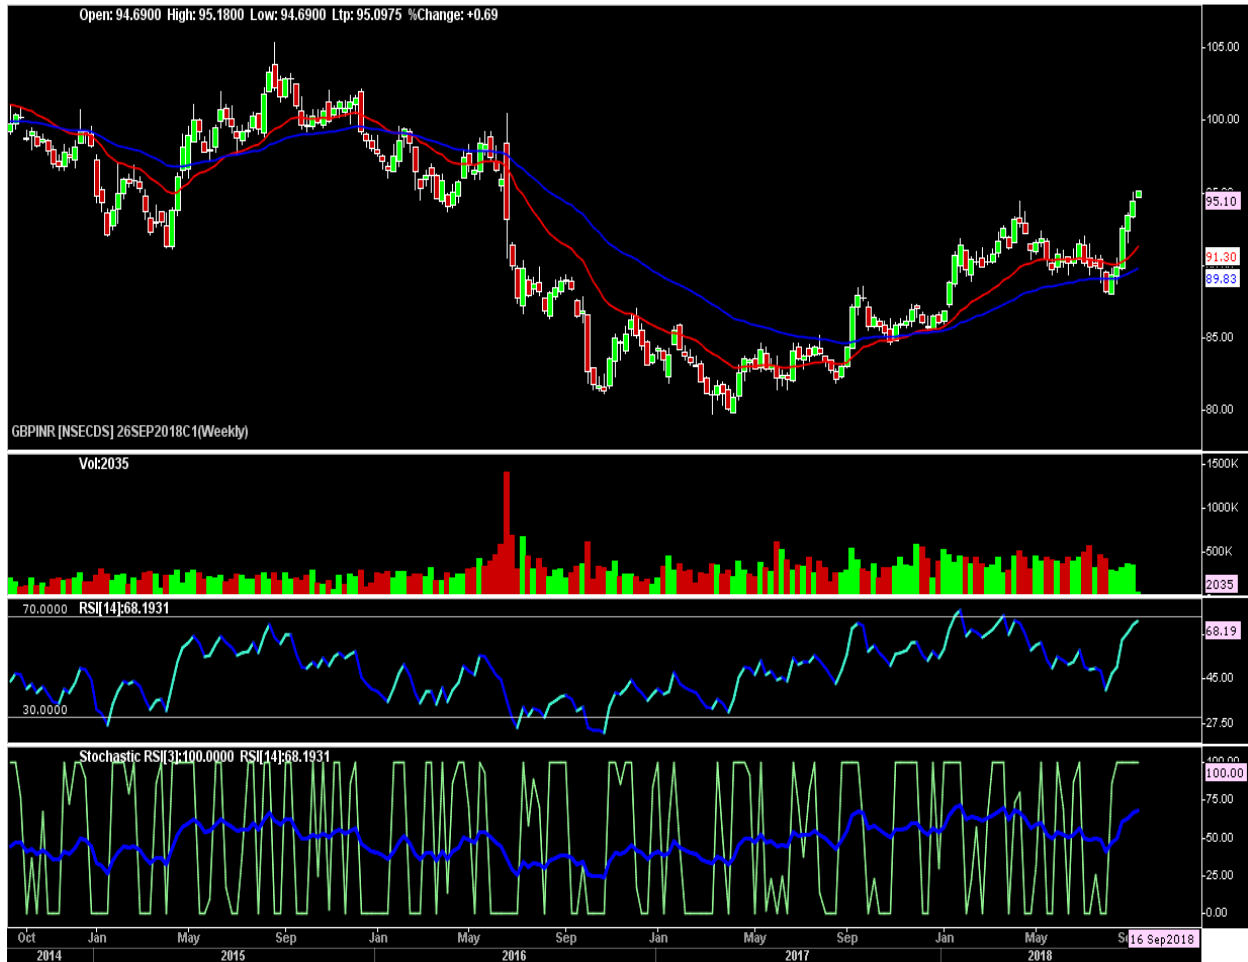 Open: 94.6900 High: 95.1800 Low: 94.6900 Ltp: 95.0975 %Change: +0.69
105.00
100.00
95.10
91.30
89.83
85.00
80.00
GBPINR [NSECDS] 26SEP2018C1(Weekly)
Vol:2035
1500K
1000K
500K
2035
70.0000 RSI[14]:68.1931
68.19
45.00
30.0000
27.50
Stochastic RSI[3]:100.0000 RSI[14]:68.1931
100.00
100.00
75.00
50.00
25.00
0.00
Oct Jan May Sep Jan May Sep Jan May Sep Jan May 16 Sep2018
2014 2015 2016 2017 2018